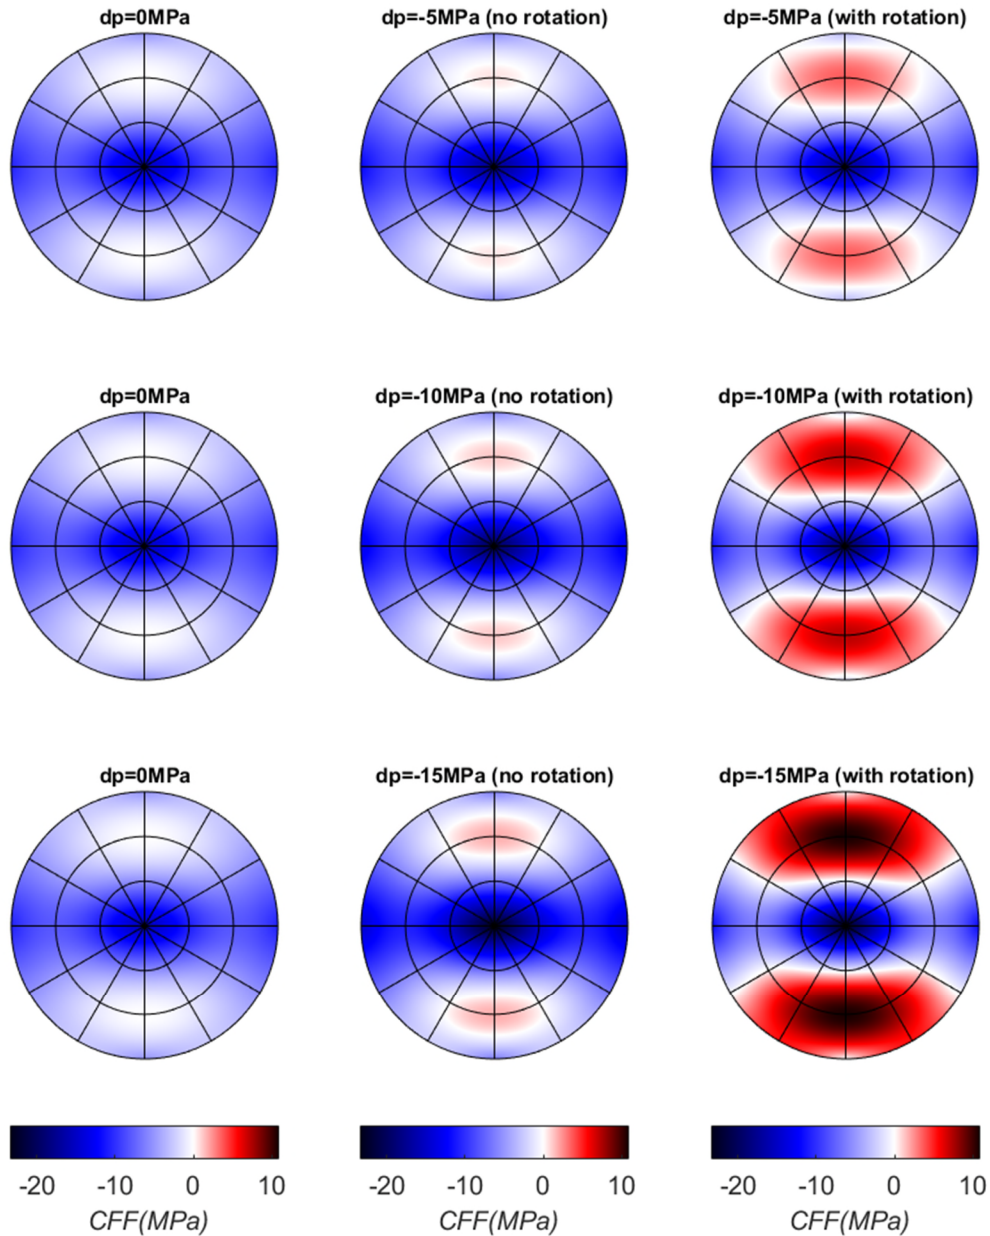 dp=0MPa dp=-5MPa (no rotation) dp=-5MPa (with rotation)
dp=0MPa dp=-10MPa (no rotation) dp=-10MPa (with rotation)
dp=0MPa dp=-15MPa (no rotation) dp=-15MPa (with rotation)
-20 -10 0 10 -20 -10 0 10 -20 -10 0 10
CFF(MPa) CFF(MPa) CFF(MPa)